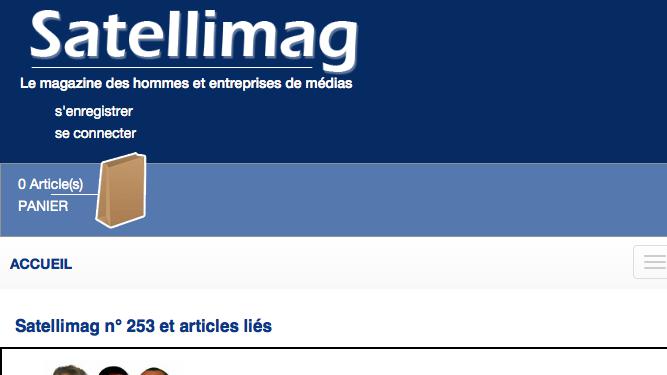 Satellimag
Le magazine des hommes et entreprises de médias
s'enregistrer
se connecter
0 Article(s)
PANIER
ACCUEIL
Satellimag n° 253 et articles liés